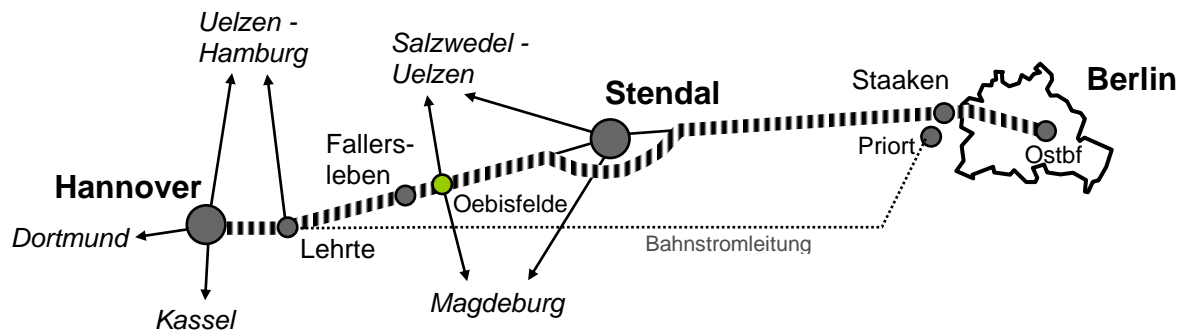 Uelzen -
Hamburg
Salzwedel -
Uelzen
Stendal
Staaken
Berlin
Fallers-
leben
Priort
Ostbf
Hannover
Oebisfelde
Dortmund
Lehrte
Bahnstromleitung
Magdeburg
Kassel